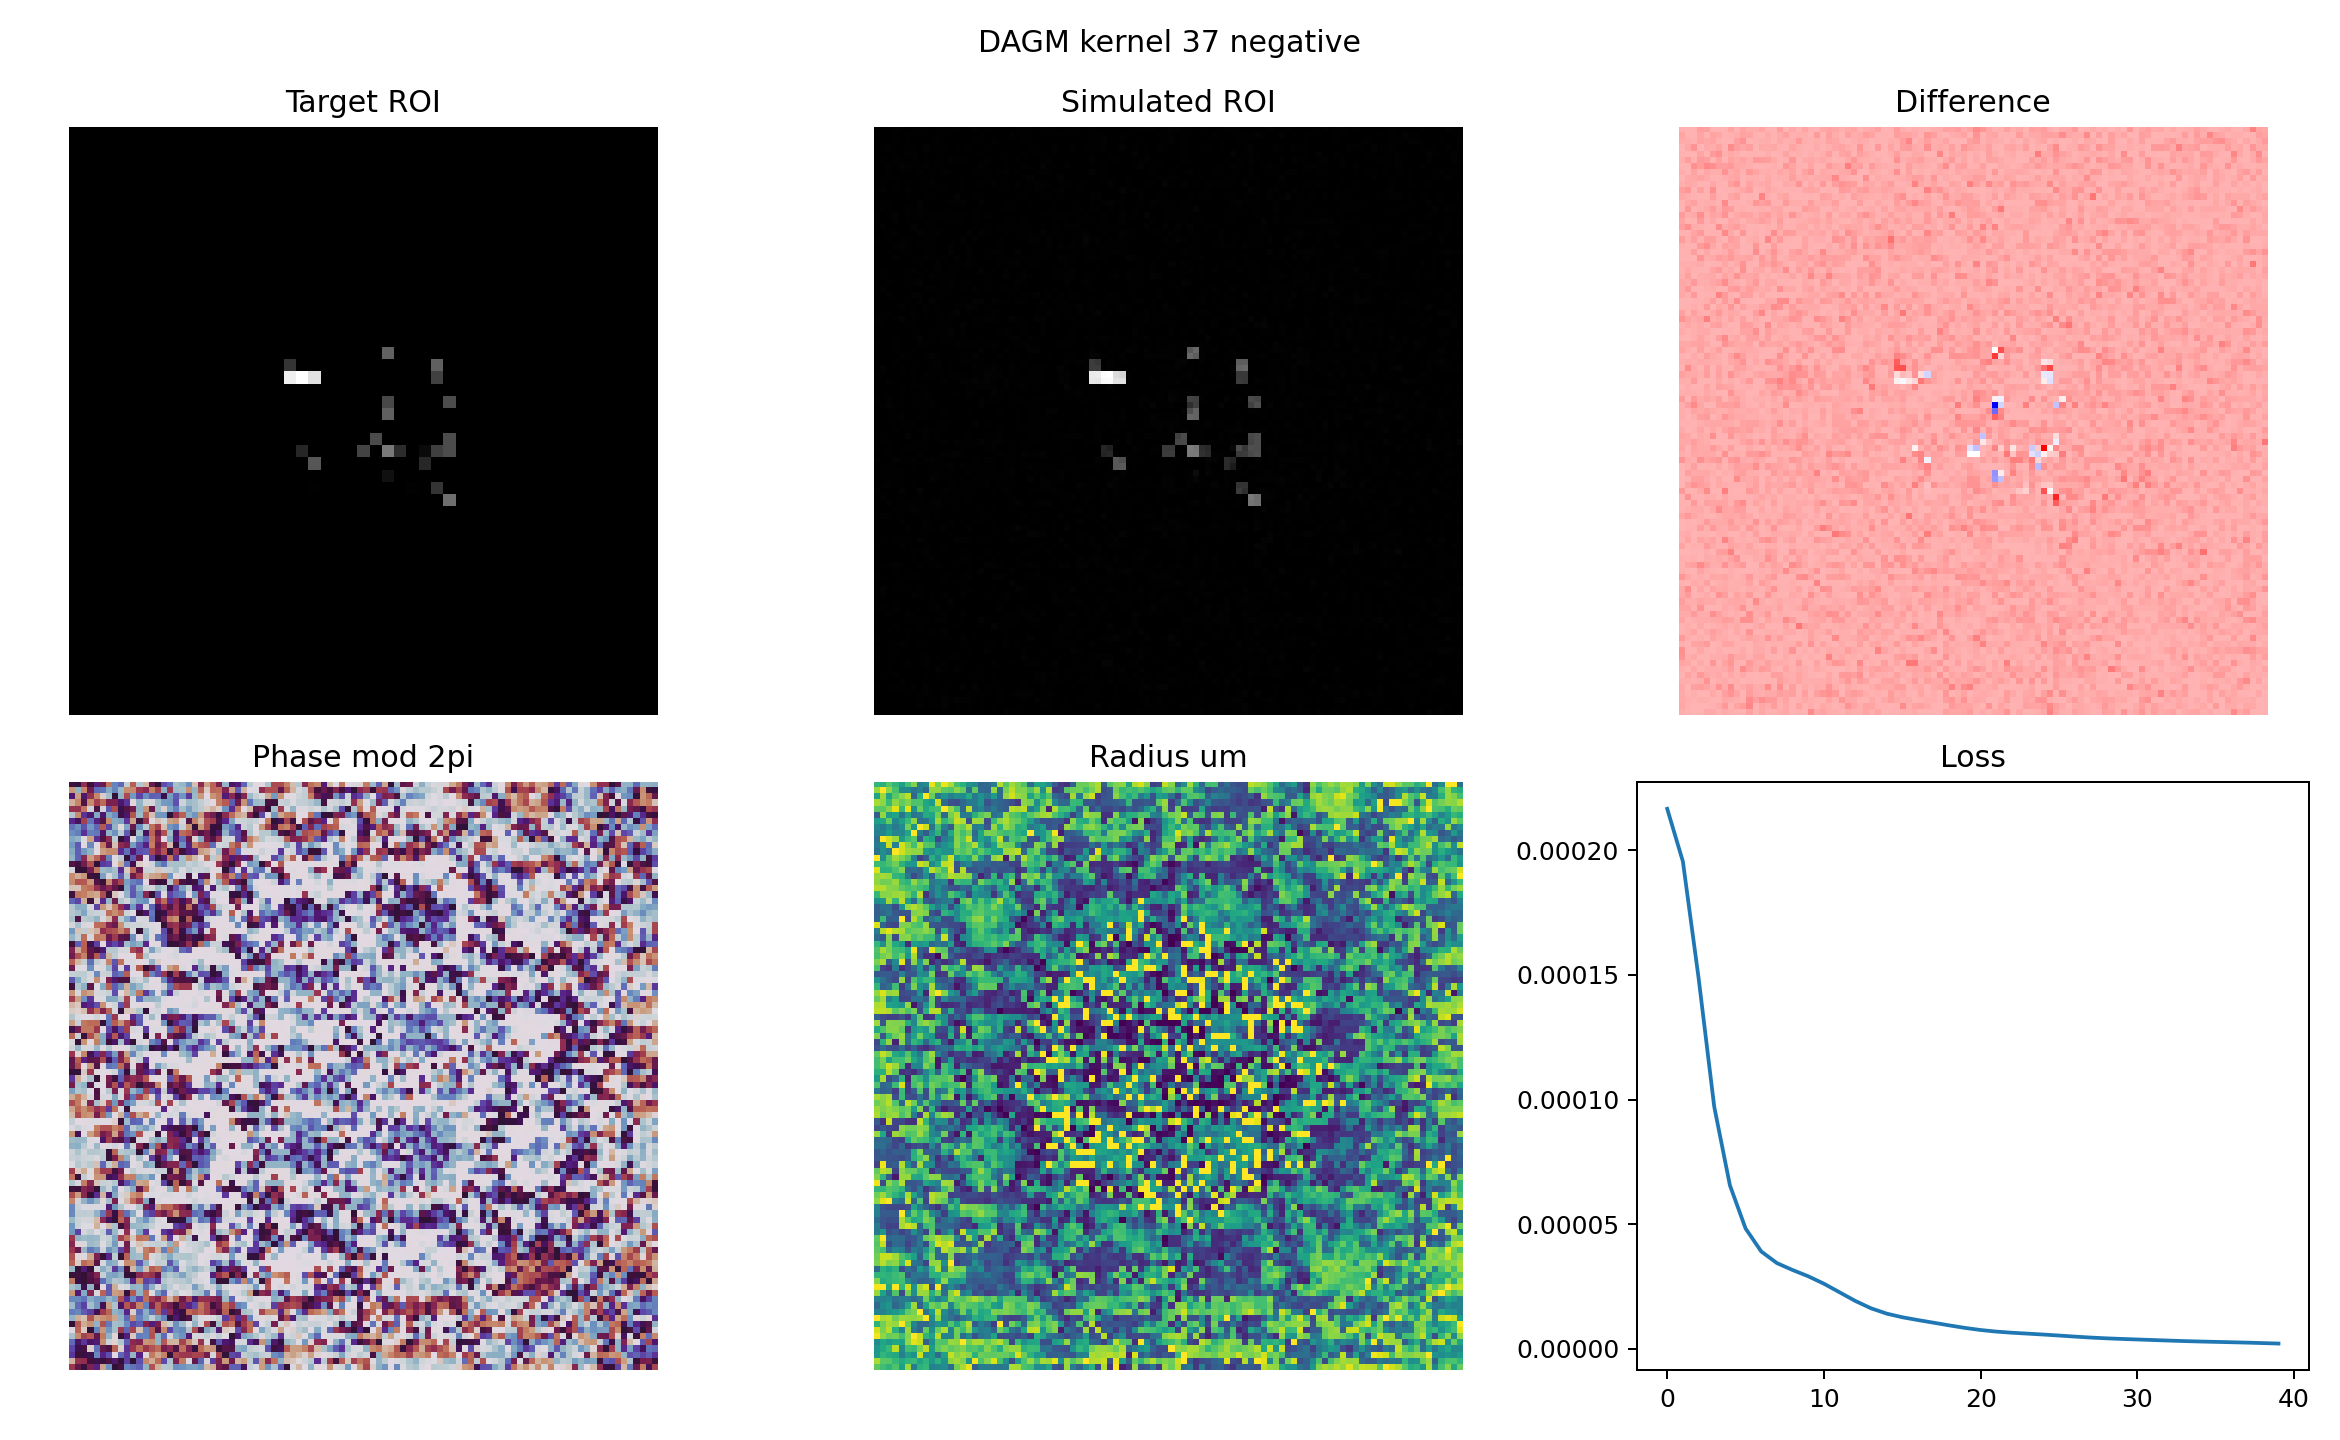 DAGM kernel 37 negative
Target ROI
Simulated ROI
Difference
Phase mod 2pi
Radius um
Loss
0.00020
0.00015
0.00010
0.00005
0.00000
0 10 20 30 40